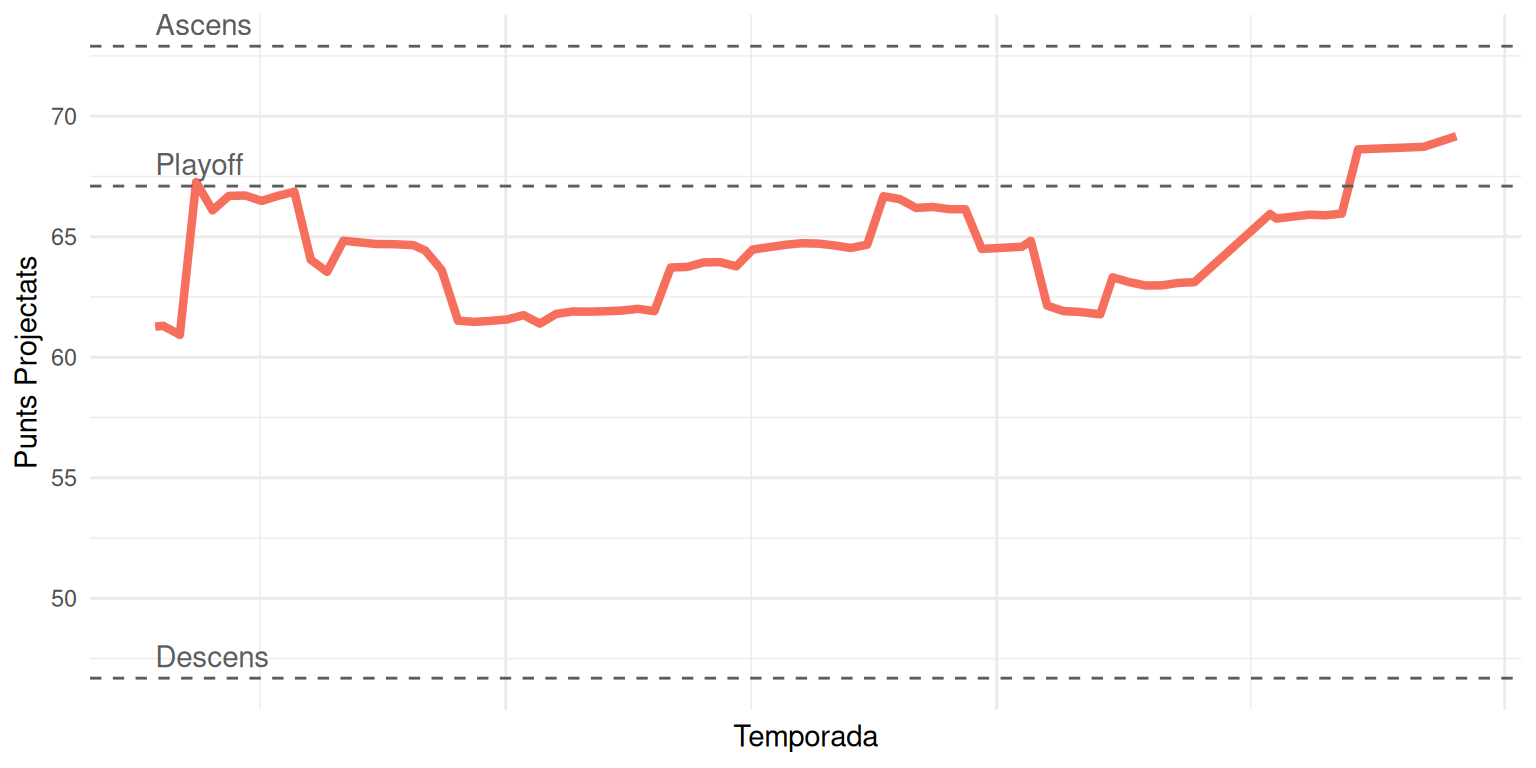 Ascens
70
Playoff
65
60
55
50
Descens
Punts Projectats
Temporada